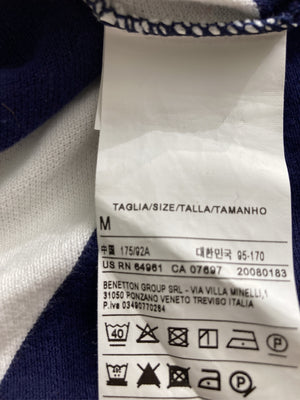 TAGLIA/SIZE/TALLA/TAMANHO
M
中国 175/92A 대한민국 95-170
US RN 64961 CA 07697 20080183
BENETTON GROUP SRL - VIA VILLA MINELLI,1
31050 PONZANO VENETO TREVISO ITALIA
P.iva 03490770264
40 P
P